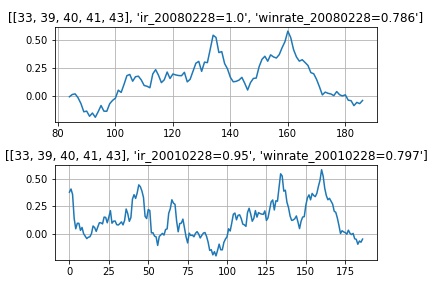 [[33, 39, 40, 41, 43], 'ir_20080228=1.0', 'winrate_20080228=0.786']
0.50
0.25
0.00
80 100 120 140 160 180
[[33, 39, 40, 41, 43], 'ir_20010228=0.95', 'winrate_20010228=0.797']
0.50
0.25
0.00
0 25 50 75 100 125 150 175